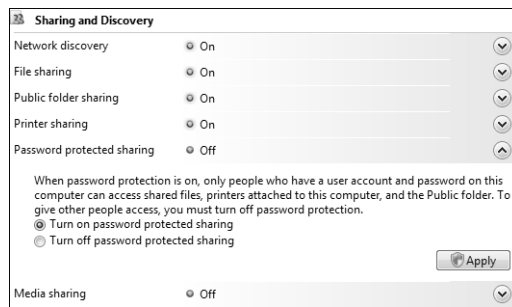 Sharing and Discovery
Network discovery On
File sharing On
Public folder sharing On
Printer sharing On
Password protected sharing Off
When password protection is on, only people who have a user account and password on this
computer can access shared files, printers attached to this computer, and the Public folder. To
give other people access, you must turn off password protection.
Turn on password protected sharing
Turn off password protected sharing
Apply
Media sharing Off